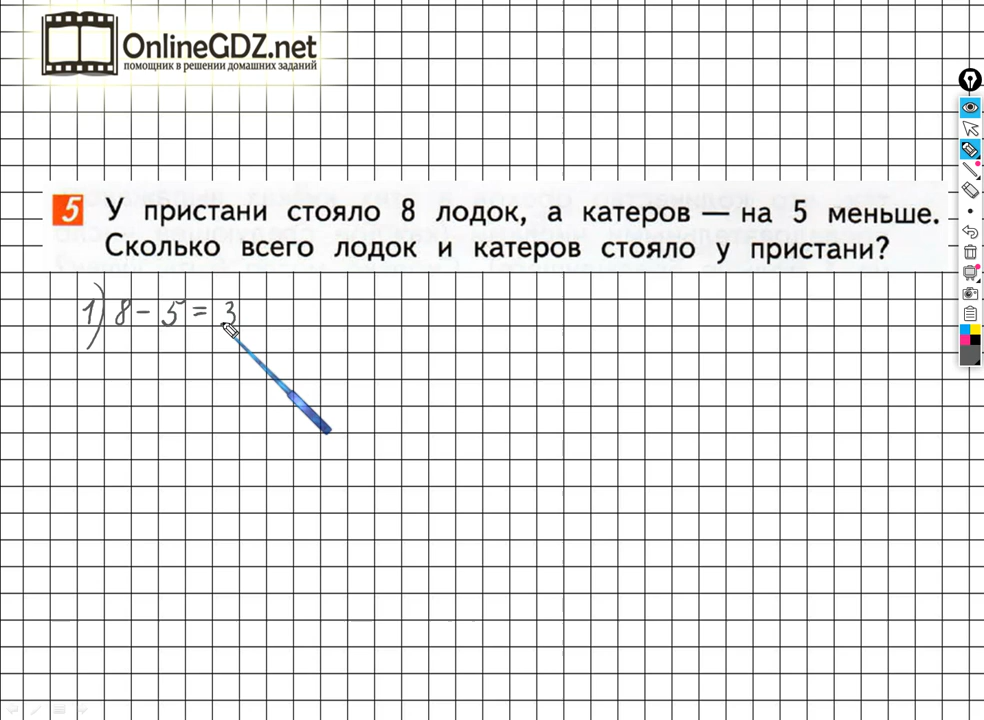 OnlineGDZ.net
помощник в решении домашних заданий
5 У пристани стояло 8 лодок, а катеров — на 5 меньше.
Сколько всего лодок и катеров стояло у пристани?
1) 8 - 5 = 3